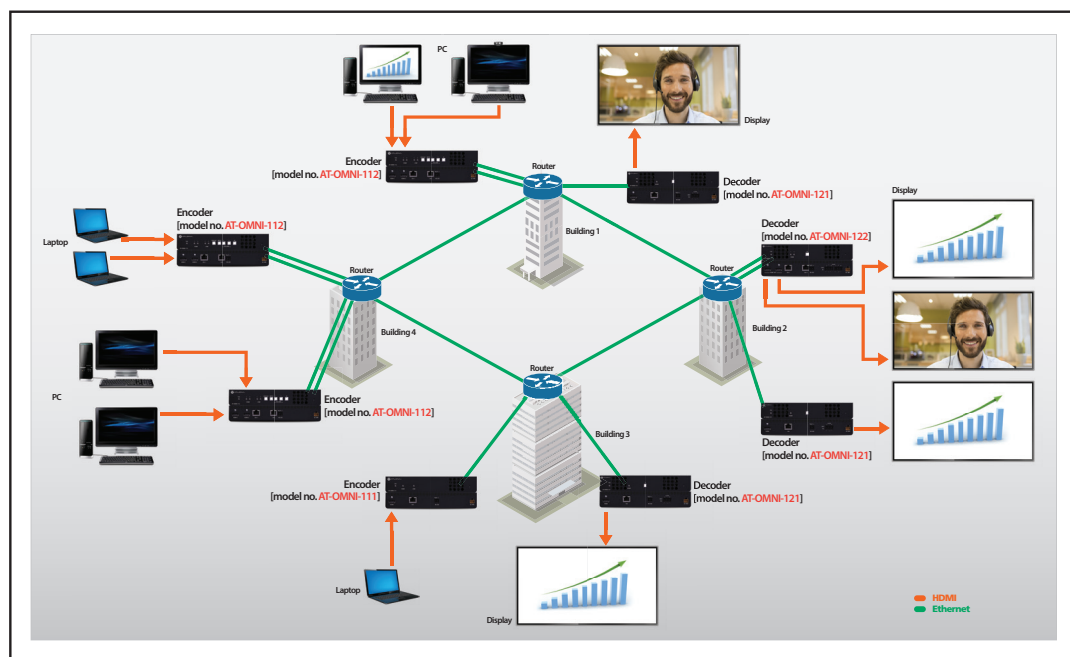 PC
Display
Encoder
[model no. AT-OMNI-112]
Router
Decoder
[model no. AT-OMNI-121]
Building 1
Laptop
Encoder
[model no. AT-OMNI-112]
Display
Decoder
[model no. AT-OMNI-122]
Router
Building 4
Router
Building 2
PC
Encoder
[model no. AT-OMNI-112]
Router
Building 3
Decoder
[model no. AT-OMNI-121]
Encoder
[model no. AT-OMNI-111]
Decoder
[model no. AT-OMNI-121]
Laptop
Display
HDMI
Ethernet